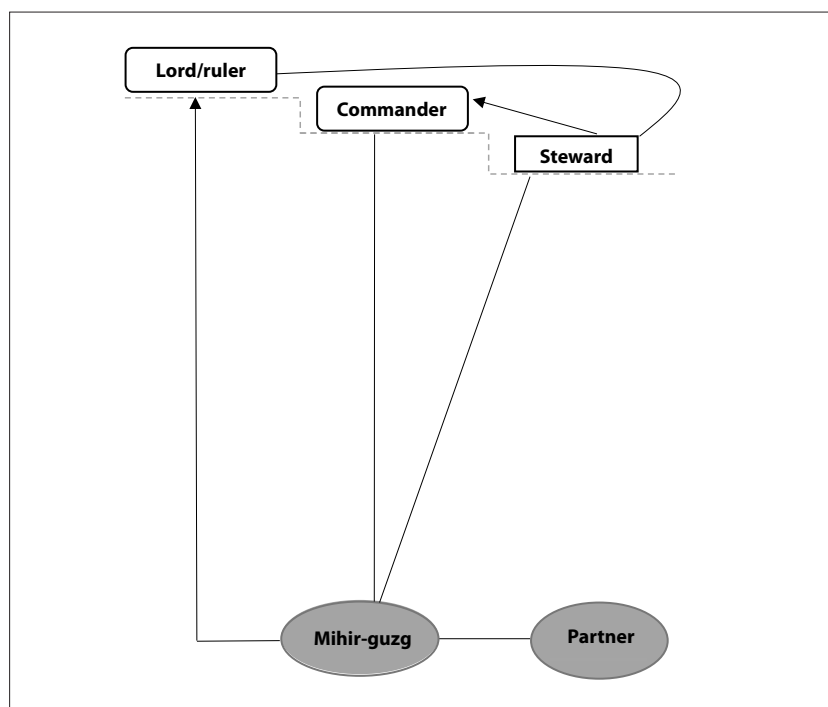 Lord/ruler
Commander
Steward
Mihir-guzg
Partner